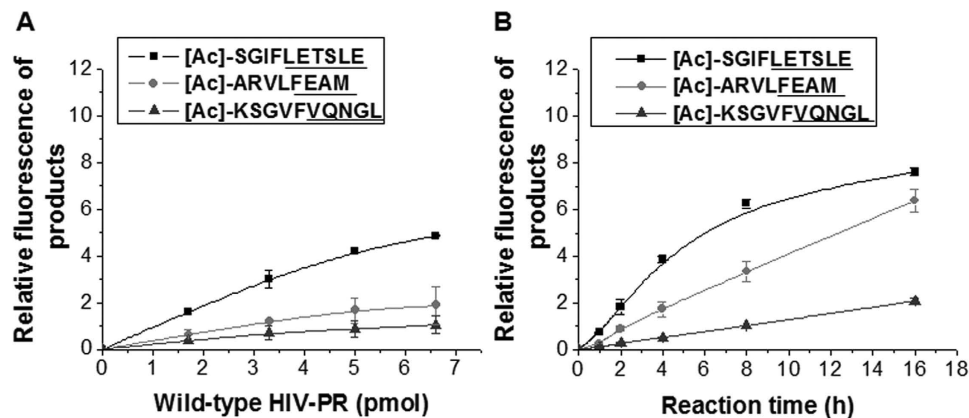 A
[Ac]-SGIFLETSLE
[Ac]-ARVLFEAM
[Ac]-KSGVFVQNGL
Relative fluorescence of
products
12
10
8
6
4
2
0
0 1 2 3 4 5 6 7
Wild-type HIV-PR (pmol)
B
[Ac]-SGIFLETSLE
[Ac]-ARVLFEAM
[Ac]-KSGVFVQNGL
Relative fluorescence of
products
12
10
8
6
4
2
0
0 2 4 6 8 10 12 14 16 18
Reaction time (h)